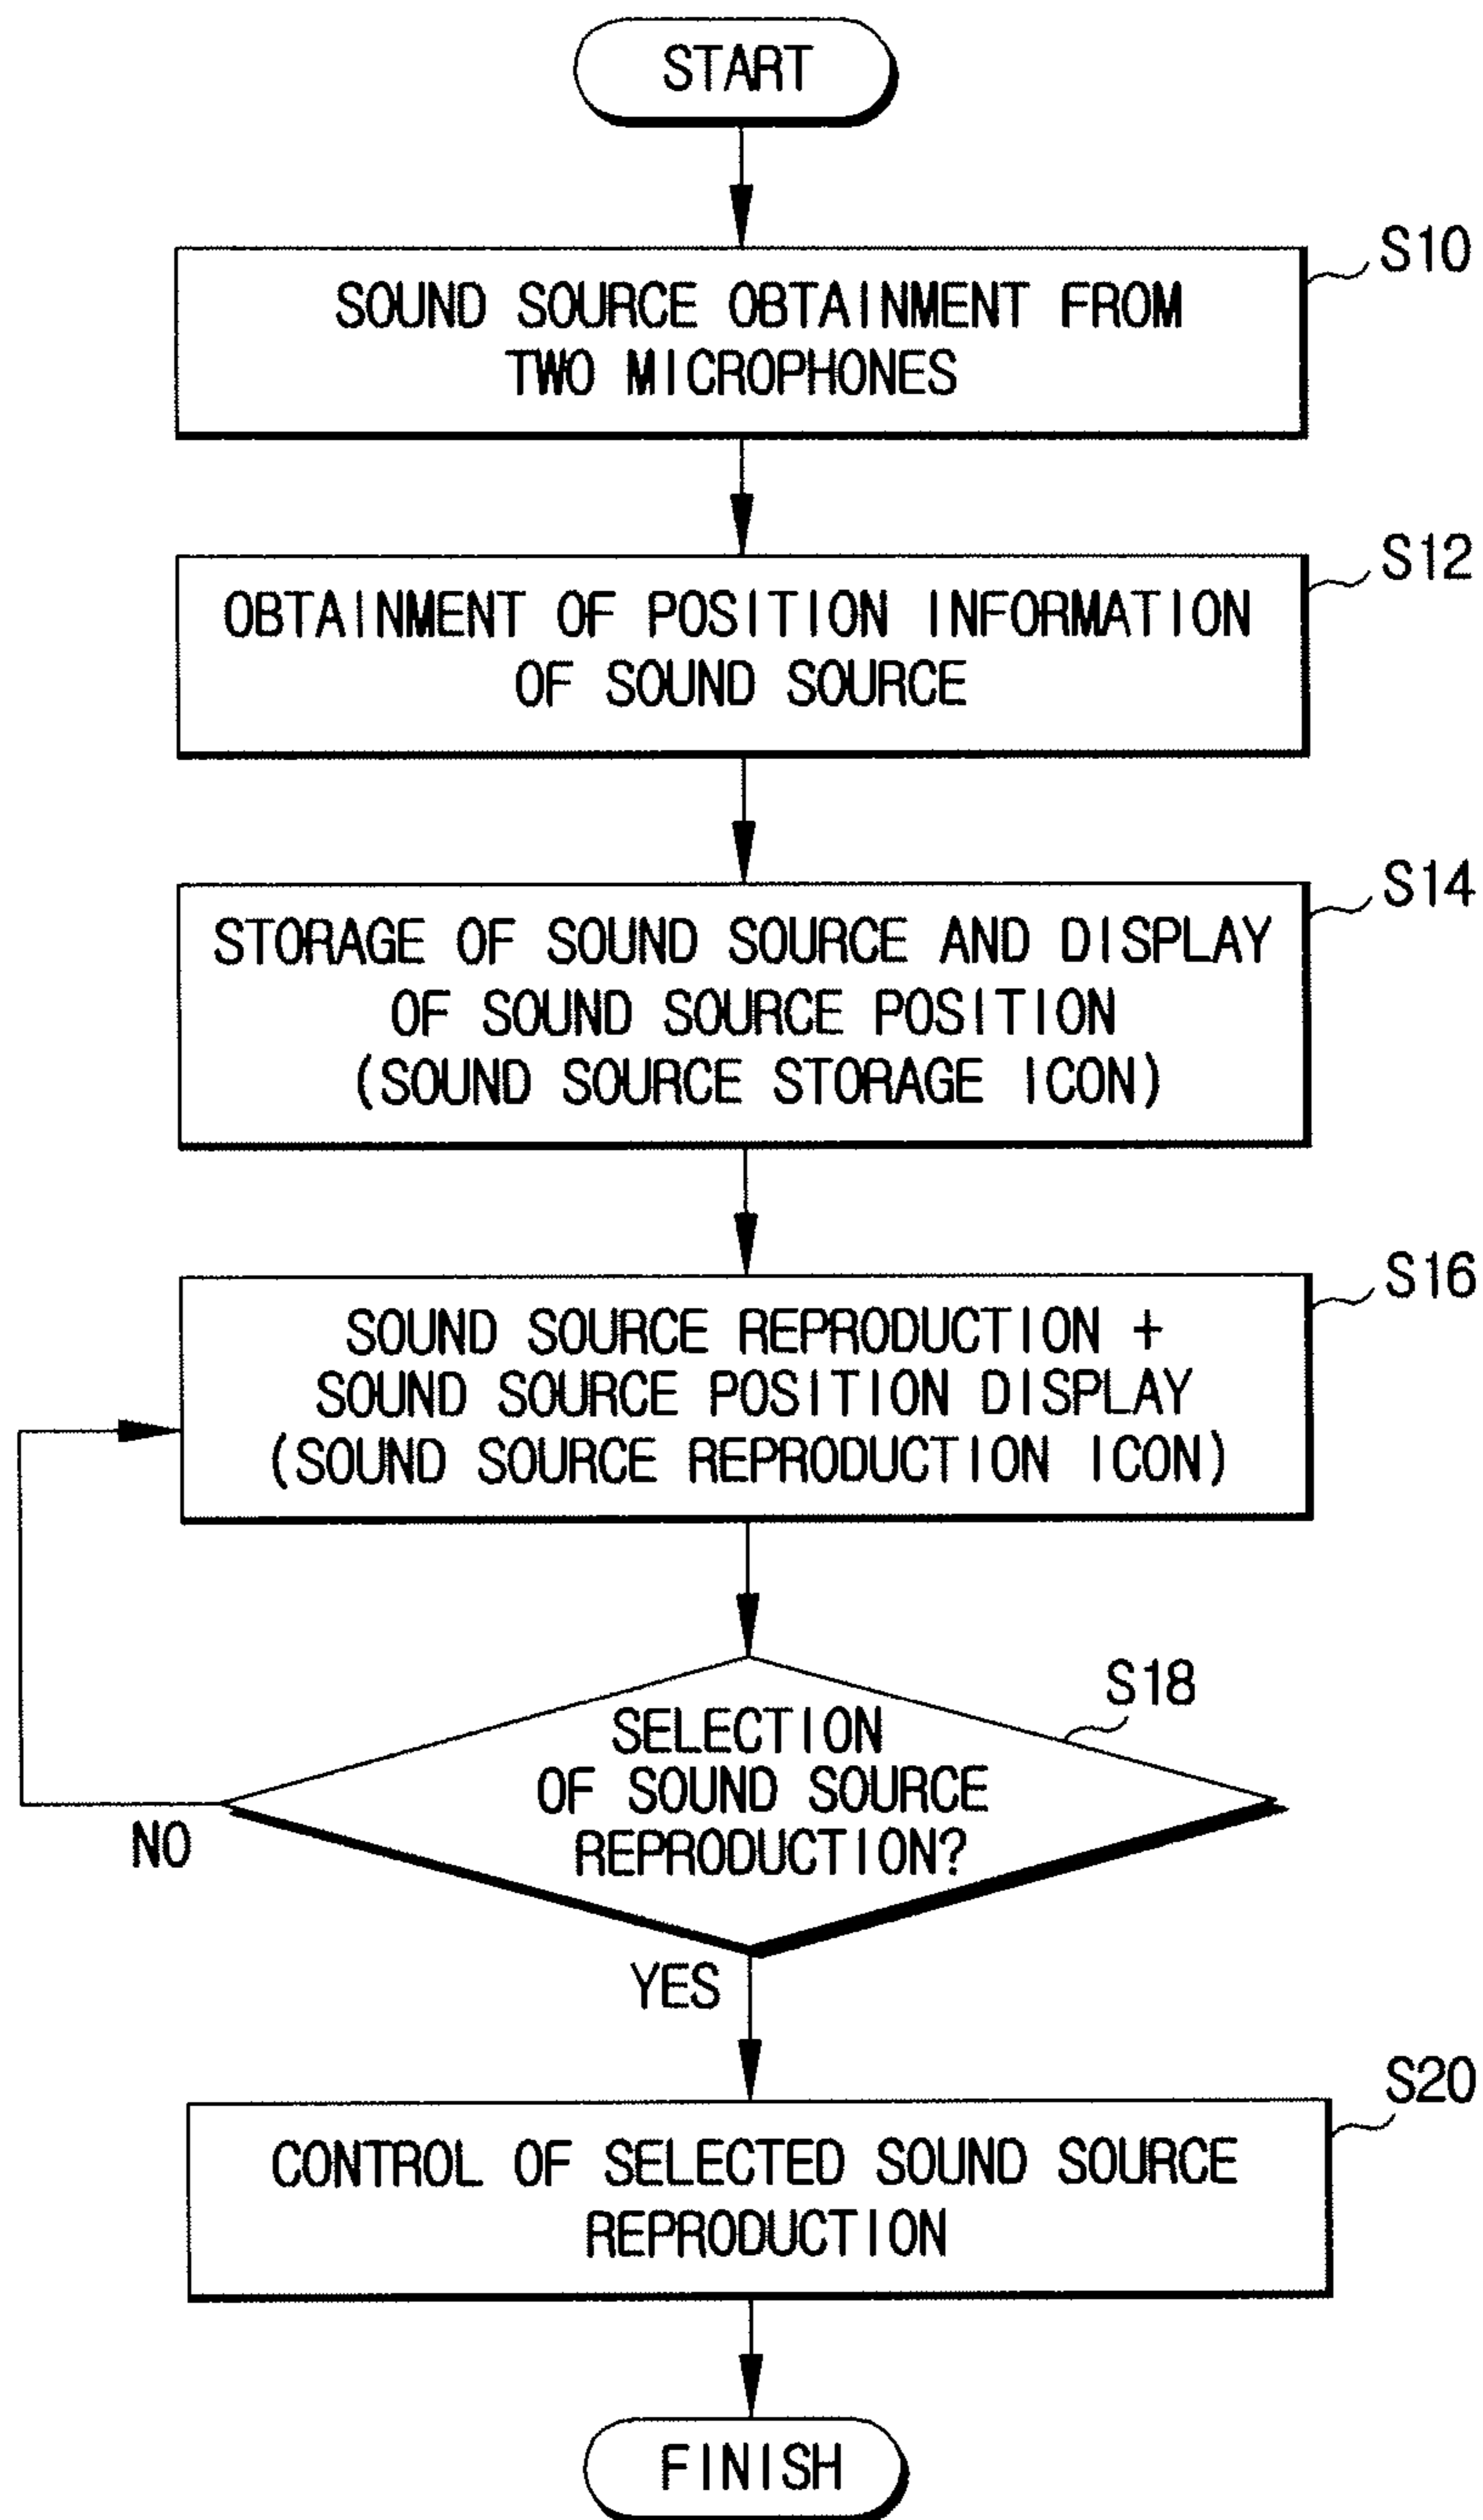 START
S10
SOUND SOURCE OBTAINMENT FROM
TWO MICROPHONES
S12
OBTAINMENT OF POSITION INFORMATION
OF SOUND SOURCE
S14
STORAGE OF SOUND SOURCE AND DISPLAY
OF SOUND SOURCE POSITION
(SOUND SOURCE STORAGE ICON)
S16
SOUND SOURCE REPRODUCTION +
SOUND SOURCE POSITION DISPLAY
(SOUND SOURCE REPRODUCTION ICON)
S18
SELECTION
OF SOUND SOURCE
REPRODUCTION?
NO
YES
S20
CONTROL OF SELECTED SOUND SOURCE
REPRODUCTION
FINISH